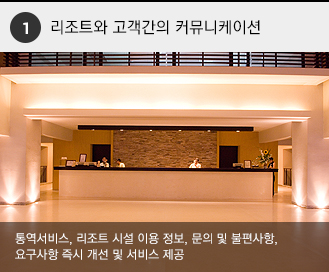 1 리조트와 고객간의 커뮤니케이션
통역서비스, 리조트 시설 이용 정보, 문의 및 불편사항,
요구사항 즉시 개선 및 서비스 제공